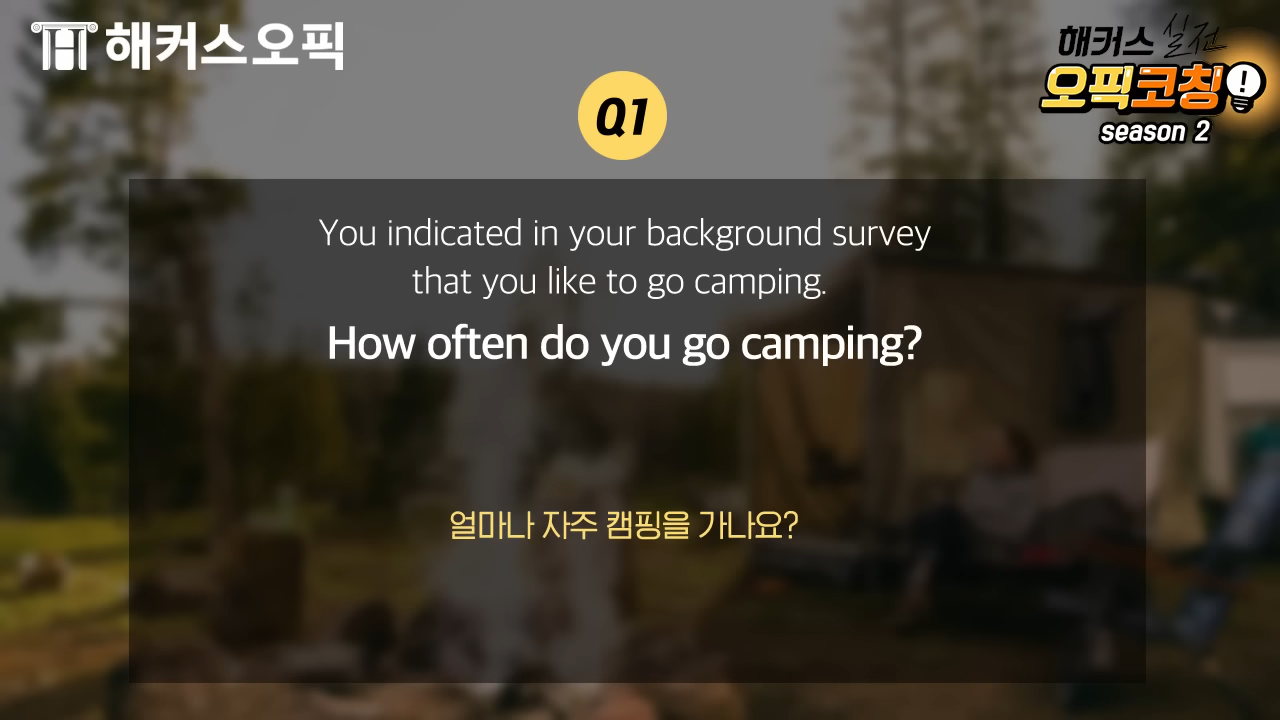 해커스오픽
해커스 실전
오픽코칭!
season 2
Q1
You indicated in your background survey
that you like to go camping.
How often do you go camping?
얼마나 자주 캠핑을 가나요?